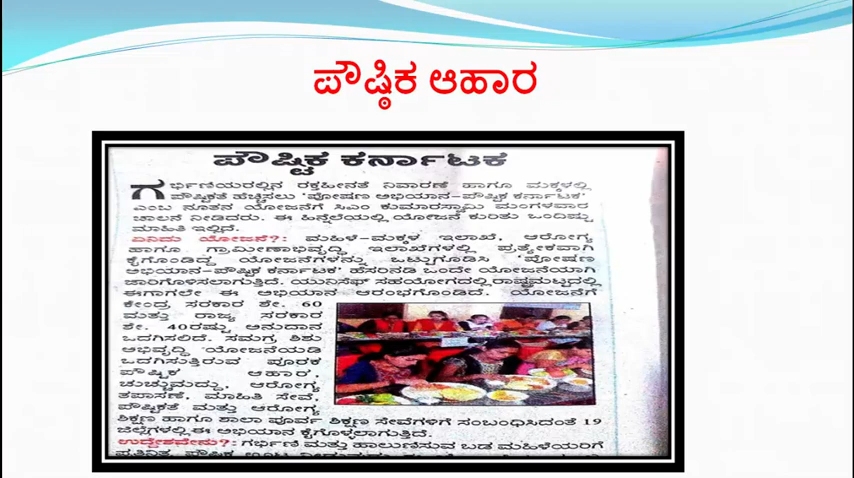 ಪೌಷ್ಠಿಕ ಆಹಾರ
ಪೌಷ್ಟಿಕ ಕರ್ನಾಟಕ
ಗರ್ಭಿಣಿಯರಲ್ಲಿನ ರಕ್ತಹೀನತೆ ನಿವಾರಣೆ ಹಾಗೂ ಮಕ್ಕಳಲ್ಲಿ
ಪೌಷ್ಟಿಕತೆ ಹೆಚ್ಚಿಸಲು 'ಪೋಷಣ ಅಭಿಯಾನ-ಪೌಷ್ಟಿಕ ಕರ್ನಾಟಕ'
ಎಂಬ ನೂತನ ಯೋಜನೆಗೆ ಸಿಎಂ ಕುಮಾರಸ್ವಾಮಿ ಮಂಗಳವಾರ
ಚಾಲನೆ ನೀಡಿದರು. ಈ ಹಿನ್ನೆಲೆಯಲ್ಲಿ ಯೋಜನೆ ಕುರಿತು ಒಂದಿಷ್ಟು
ಮಾಹಿತಿ ಇಲ್ಲಿದೆ.
ಏನಿದು ಯೋಜನೆ?: ಮಹಿಳೆ-ಮಕ್ಕಳ ಇಲಾಖೆ, ಆರೋಗ್ಯ
ಹಾಗೂ ಗ್ರಾಮೀಣಾಭಿವೃದ್ಧಿ ಇಲಾಖೆಗಳಲ್ಲಿ ಪ್ರತ್ಯೇಕವಾಗಿ
ಕೈಗೊಂಡಿದ್ದ ಯೋಜನೆಗಳನ್ನು ಒಟ್ಟುಗೂಡಿಸಿ 'ಪೋಷಣ
ಅಭಿಯಾನ-ಪೌಷ್ಟಿಕ ಕರ್ನಾಟಕ' ಹೆಸರಿನಡಿ ಒಂದೇ ಯೋಜನೆಯಾಗಿ
ಜಾರಿಗೊಳಿಸಲಾಗುತ್ತಿದೆ. ಯುನಿಸೆಫ್ ಸಹಯೋಗದಲ್ಲಿ ರಾಷ್ಟ್ರಮಟ್ಟದಲ್ಲಿ
ಈಗಾಗಲೇ ಈ ಅಭಿಯಾನ ಆರಂಭಗೊಂಡಿದೆ. ಯೋಜನೆಗೆ
ಕೇಂದ್ರ ಸರಕಾರ ಶೇ. 60
ಮತ್ತು ರಾಜ್ಯ ಸರಕಾರ
ಶೇ. 40ರಷ್ಟು ಅನುದಾನ
ಒದಗಿಸಲಿದೆ. ಸಮಗ್ರ ಶಿಶು
ಅಭಿವೃದ್ಧಿ ಯೋಜನೆಯಡಿ
ಒದಗಿಸುತ್ತಿರುವ ಪೂರಕ
ಪೌಷ್ಟಿಕ ಆಹಾರ,
ಚುಚ್ಚುಮದ್ದು, ಆರೋಗ್ಯ
ತಪಾಸಣೆ, ಮಾಹಿತಿ ಸೇವೆ,
ಪೌಷ್ಟಿಕತೆ ಮತ್ತು ಆರೋಗ್ಯ
ಶಿಕ್ಷಣ ಹಾಗೂ ಶಾಲಾ ಪೂರ್ವ ಶಿಕ್ಷಣ ಸೇವೆಗಳಿಗೆ ಸಂಬಂಧಿಸಿದಂತೆ 19
ಜಿಲ್ಲೆಗಳಲ್ಲಿ ಈ ಅಭಿಯಾನ ಕೈಗೊಳ್ಳಲಾಗುತ್ತಿದೆ.
ಉದ್ದೇಶವೇನು?: ಗರ್ಭಿಣಿ ಮತ್ತು ಹಾಲುಣಿಸುವ ಬಡ ಮಹಿಳೆಯರಿಗೆ